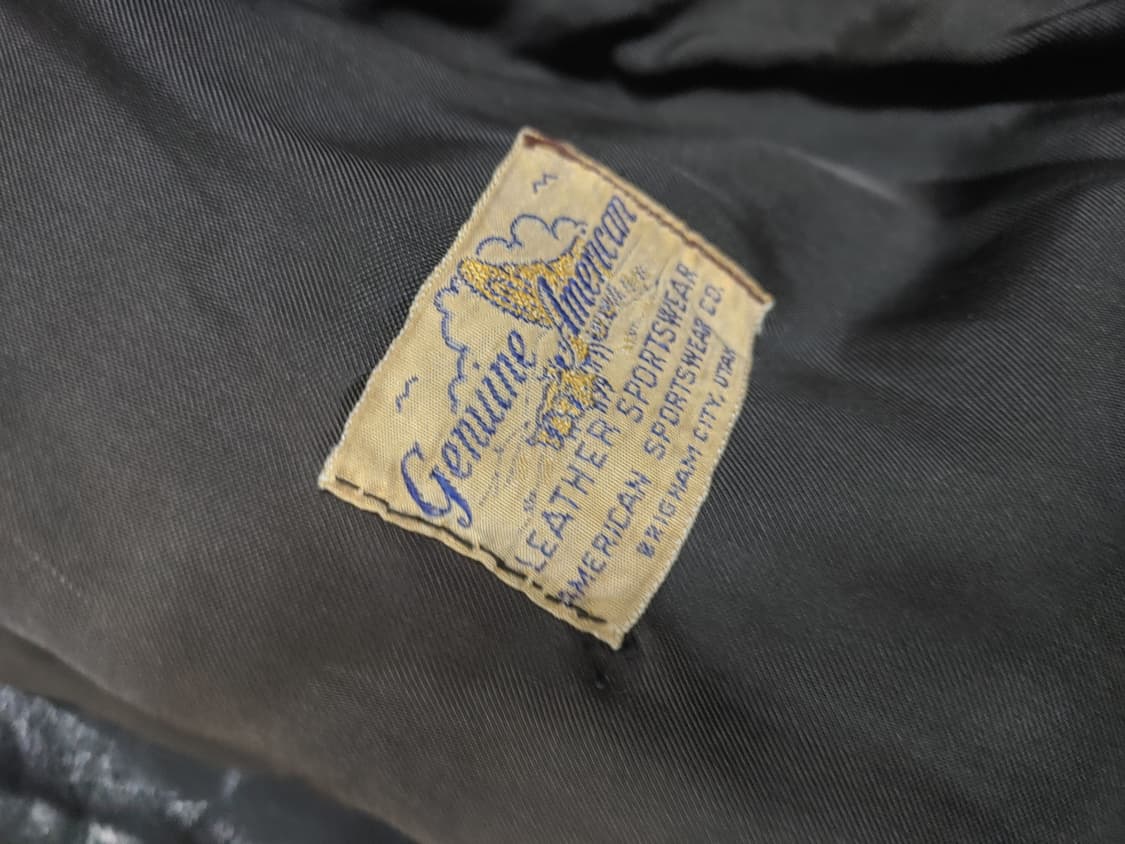 Genuine American
LEATHER SPORTSWEAR
AMERICAN SPORTSWEAR CO.
BRIGHAM CITY, UTAH